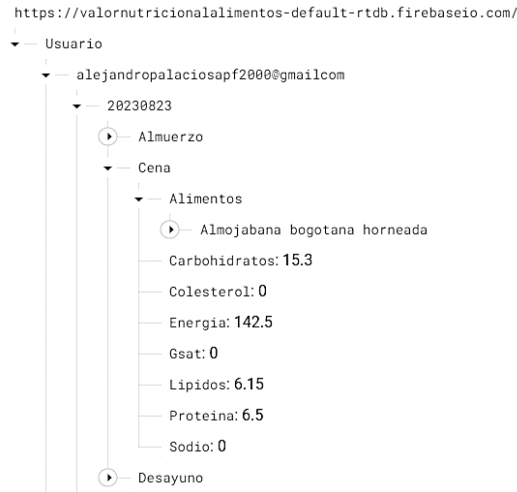 https://valornutricionalalimentos-default-rtdb.firebaseio.com/
Usuario
alejandropalaciosapf2000@gmailcom
20230823
Almuerzo
Cena
Alimentos
Almojabana bogotana horneada
Carbohidratos: 15.3
Colesterol: 0
Energia: 142.5
Gsat: 0
Lipidos: 6.15
Proteina: 6.5
Sodio: 0
Desayuno